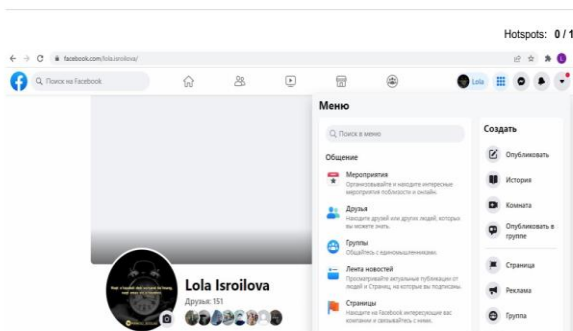 Hotspots: 0 / 1
facebook.com/lola.isroilova/
Поиск на Facebook
Lola
Меню
Поиск в меню
Общение
Мероприятия
Организовывайте и находите интересные
мероприятия поблизости и онлайн.
Друзья
Находите друзей или других людей, которых
вы можете знать.
Группы
Общайтесь с единомышленниками.
Лента новостей
Просматривайте актуальные публикации от
людей и Страниц, на которые вы подписаны.
Страницы
Находите на Facebook интересующие вас
компании и связывайтесь с ними.
Создать
Опубликовать
История
Комната
Опубликовать в
группе
Страница
Реклама
Группа
Lola Isroilova
Друзья: 151